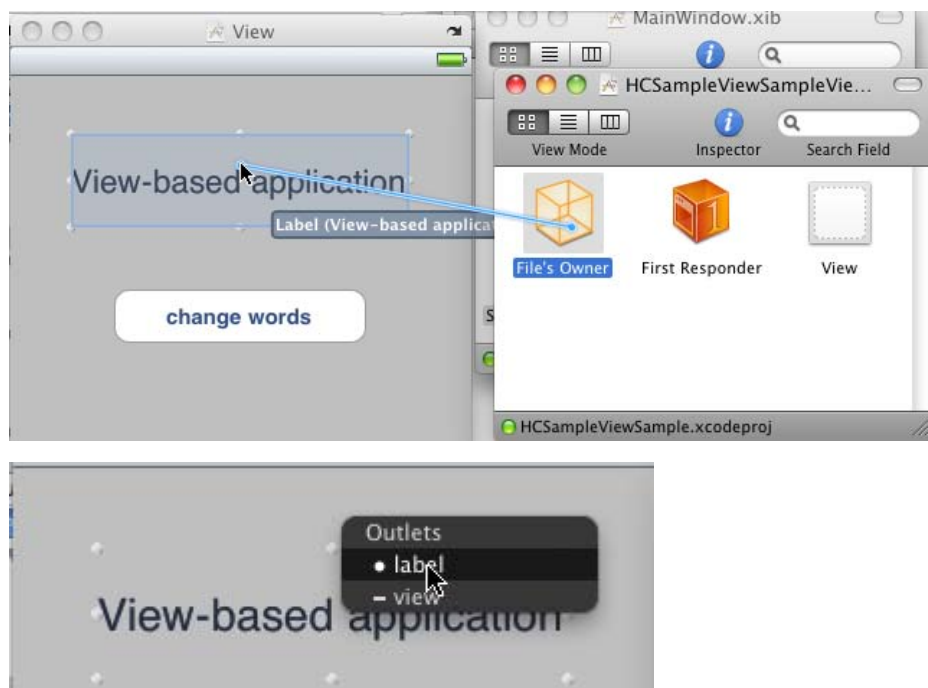 View
MainWindow.xib
HCSampleViewSampleVie...
View Mode
Inspector
Search Field
View-based application
Label (View-based applicat
File's Owner
First Responder
View
change words
S
HCSampleViewSample.xcodeproj
Outlets
label
view
View-based application